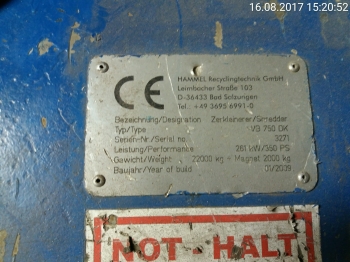 16.08.2017 15:20:52
CE
HAMMEL Recyclingtechnik GmbH
Leimbacher Straße 103
D-36433 Bad Salzungen
Tel.: +49 3695 6991-0
Bezeichnung/Designation Zerkleinerer/Shredder
Typ/Type VB 750 DK
Serien-Nr./Serial no. 3271
Leistung/Performance 261 kW/350 PS
Gewicht/Weight 22000 kg - Magnet 2000 kg
Baujahr/Year of build 01/2009
NOT - HALT